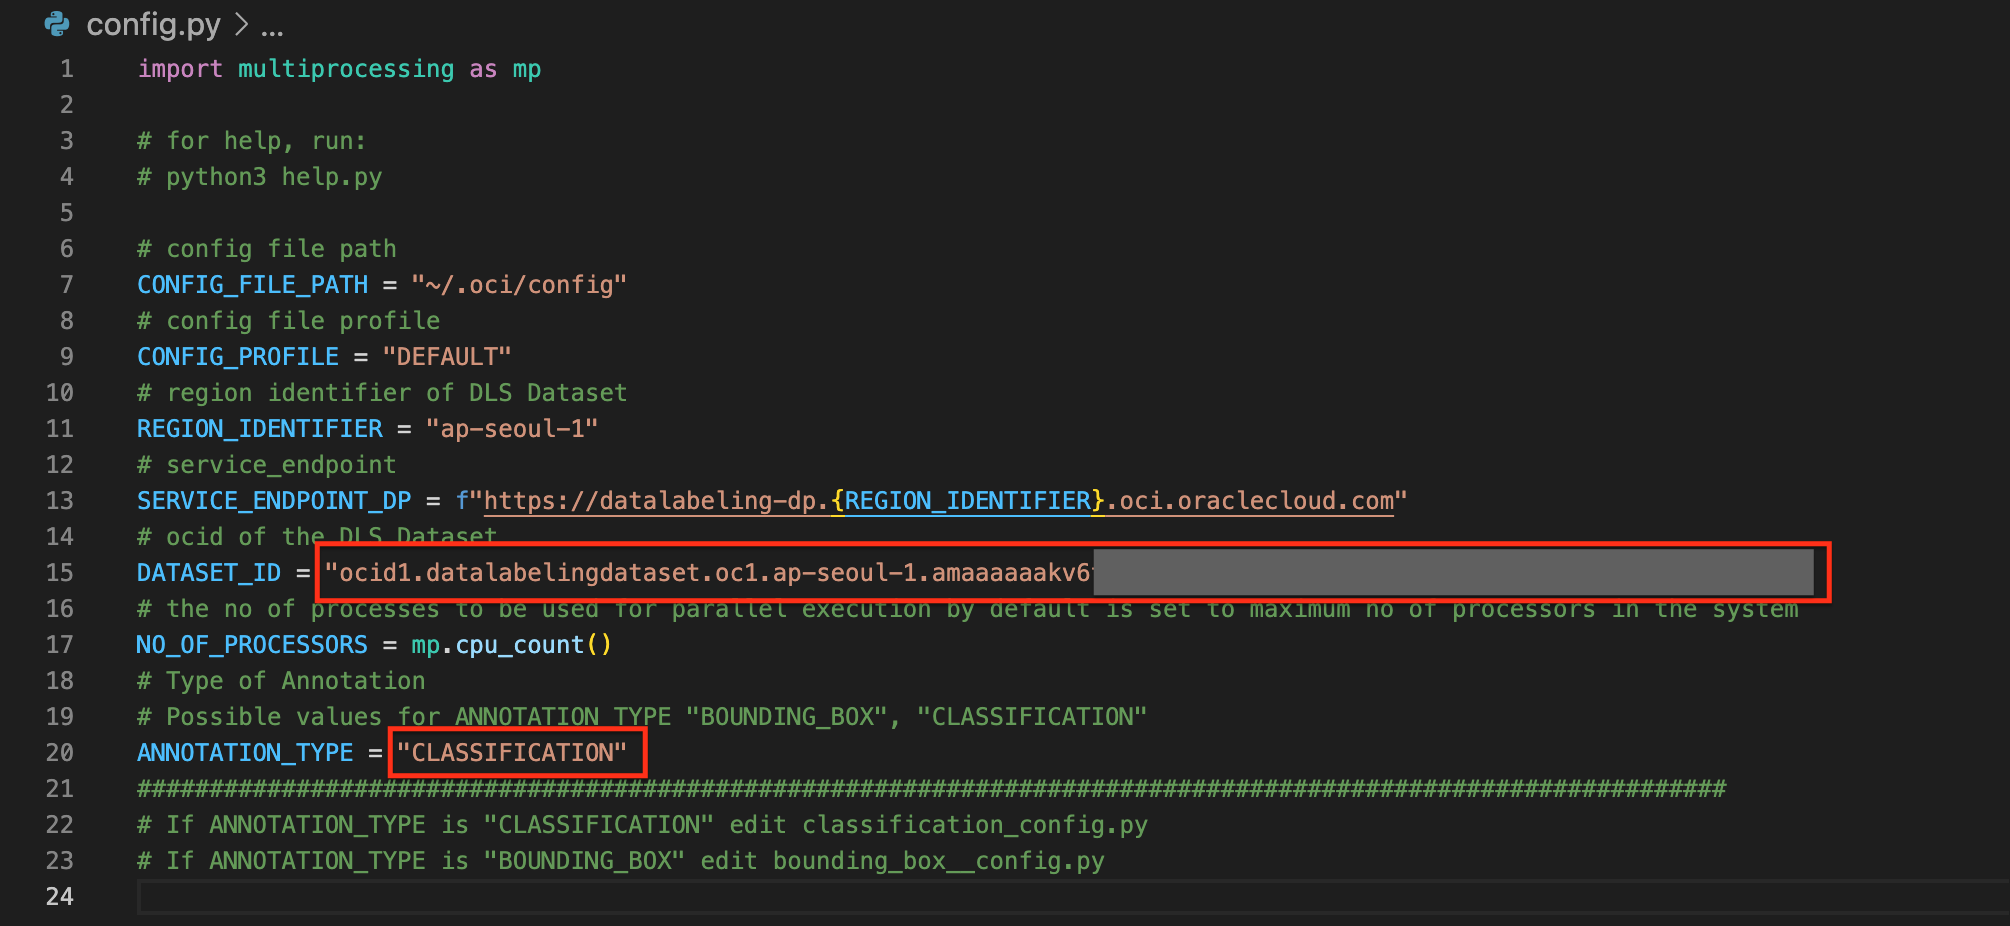 config.py > ...
1 import multiprocessing as mp
2
3 # for help, run:
4 # python3 help.py
5
6 # config file path
7 CONFIG_FILE_PATH = "~/.oci/config"
8 # config file profile
9 CONFIG_PROFILE = "DEFAULT"
10 # region identifier of DLS Dataset
11 REGION_IDENTIFIER = "ap-seoul-1"
12 # service_endpoint
13 SERVICE_ENDPOINT_DP = f"https://datalabeling-dp.{REGION_IDENTIFIER}.oci.oraclecloud.com"
14 # ocid of the DLS Dataset
15 DATASET_ID = "ocid1.datalabelingdataset.oc1.ap-seoul-1.amaaaaaakv6
16 # the no of processes to be used for parallel execution by default is set to maximum no of processors in the system
17 NO_OF_PROCESSORS = mp.cpu_count()
18 # Type of Annotation
19 # Possible values for ANNOTATION_TYPE "BOUNDING_BOX", "CLASSIFICATION"
20 ANNOTATION_TYPE = "CLASSIFICATION"
21 ##############################################################################################################
22 # If ANNOTATION_TYPE is "CLASSIFICATION" edit classification_config.py
23 # If ANNOTATION_TYPE is "BOUNDING_BOX" edit bounding_box__config.py
24